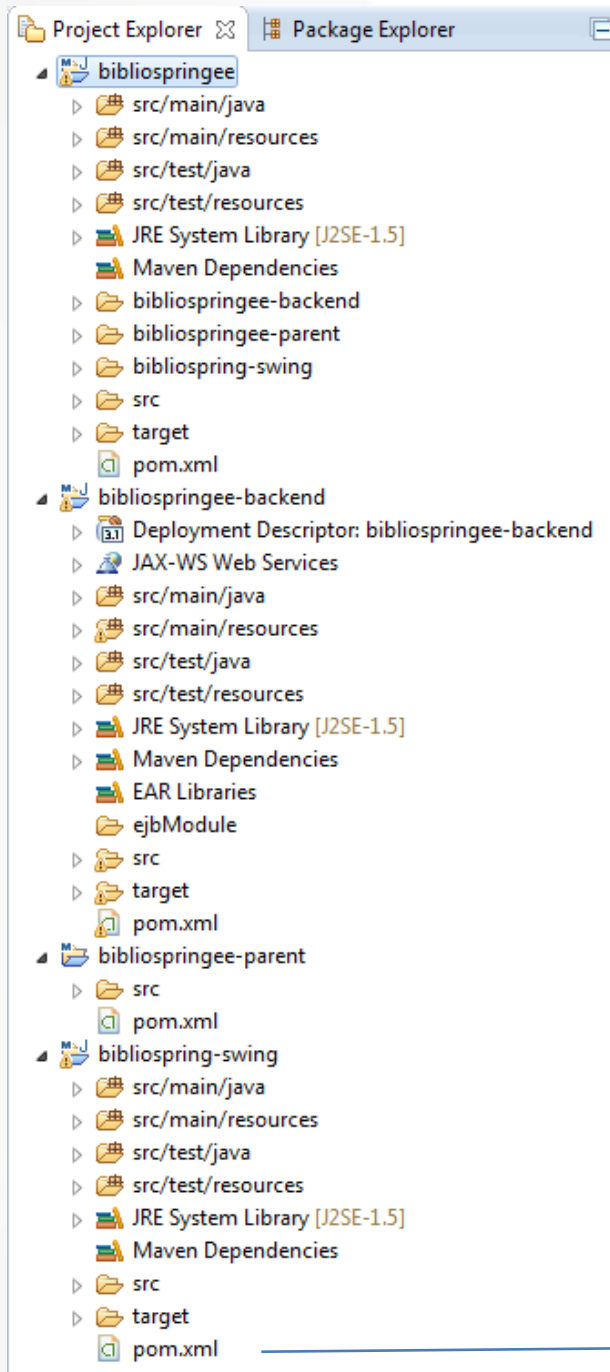 Project Explorer Package Explorer
bibliospringee
src/main/java
src/main/resources
src/test/java
src/test/resources
JRE System Library [J2SE-1.5]
Maven Dependencies
bibliospringee-backend
bibliospringee-parent
bibliospring-swing
src
target
pom.xml
bibliospringee-backend
Deployment Descriptor: bibliospringee-backend
JAX-WS Web Services
src/main/java
src/main/resources
src/test/java
src/test/resources
JRE System Library [J2SE-1.5]
Maven Dependencies
EAR Libraries
ejbModule
src
target
pom.xml
bibliospringee-parent
src
pom.xml
bibliospring-swing
src/main/java
src/main/resources
src/test/java
src/test/resources
JRE System Library [J2SE-1.5]
Maven Dependencies
src
target
pom.xml